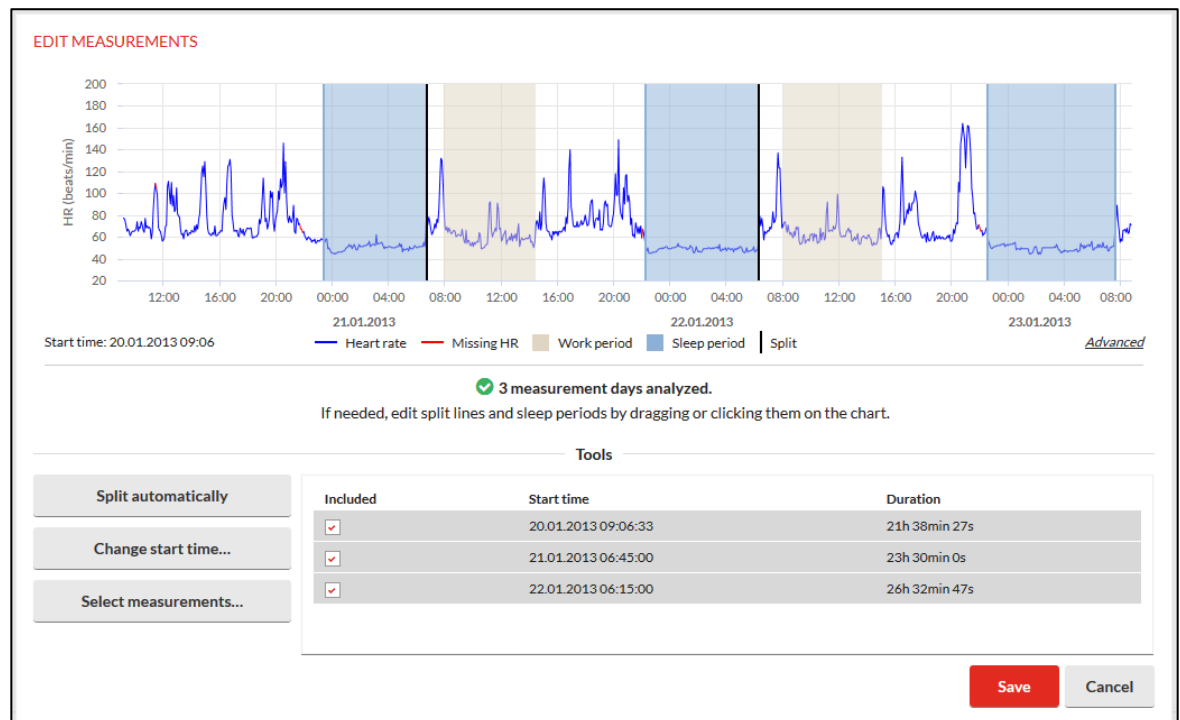 EDIT MEASUREMENTS
200
180
160
140
120
100
80
60
40
20
HR (beats/min)
12:00 16:00 20:00 00:00 04:00 08:00 12:00 16:00 20:00 00:00 04:00 08:00 12:00 16:00 20:00 00:00 04:00 08:00
21.01.2013 22.01.2013 23.01.2013
Start time: 20.01.2013 09:06 Heart rate Missing HR Work period Sleep period Split Advanced
3 measurement days analyzed.
If needed, edit split lines and sleep periods by dragging or clicking them on the chart.
Tools
Split automatically
Change start time...
Select measurements...
Included Start time Duration
20.01.2013 09:06:33 21h 38min 27s
21.01.2013 06:45:00 23h 30min 0s
22.01.2013 06:15:00 26h 32min 47s
Save Cancel